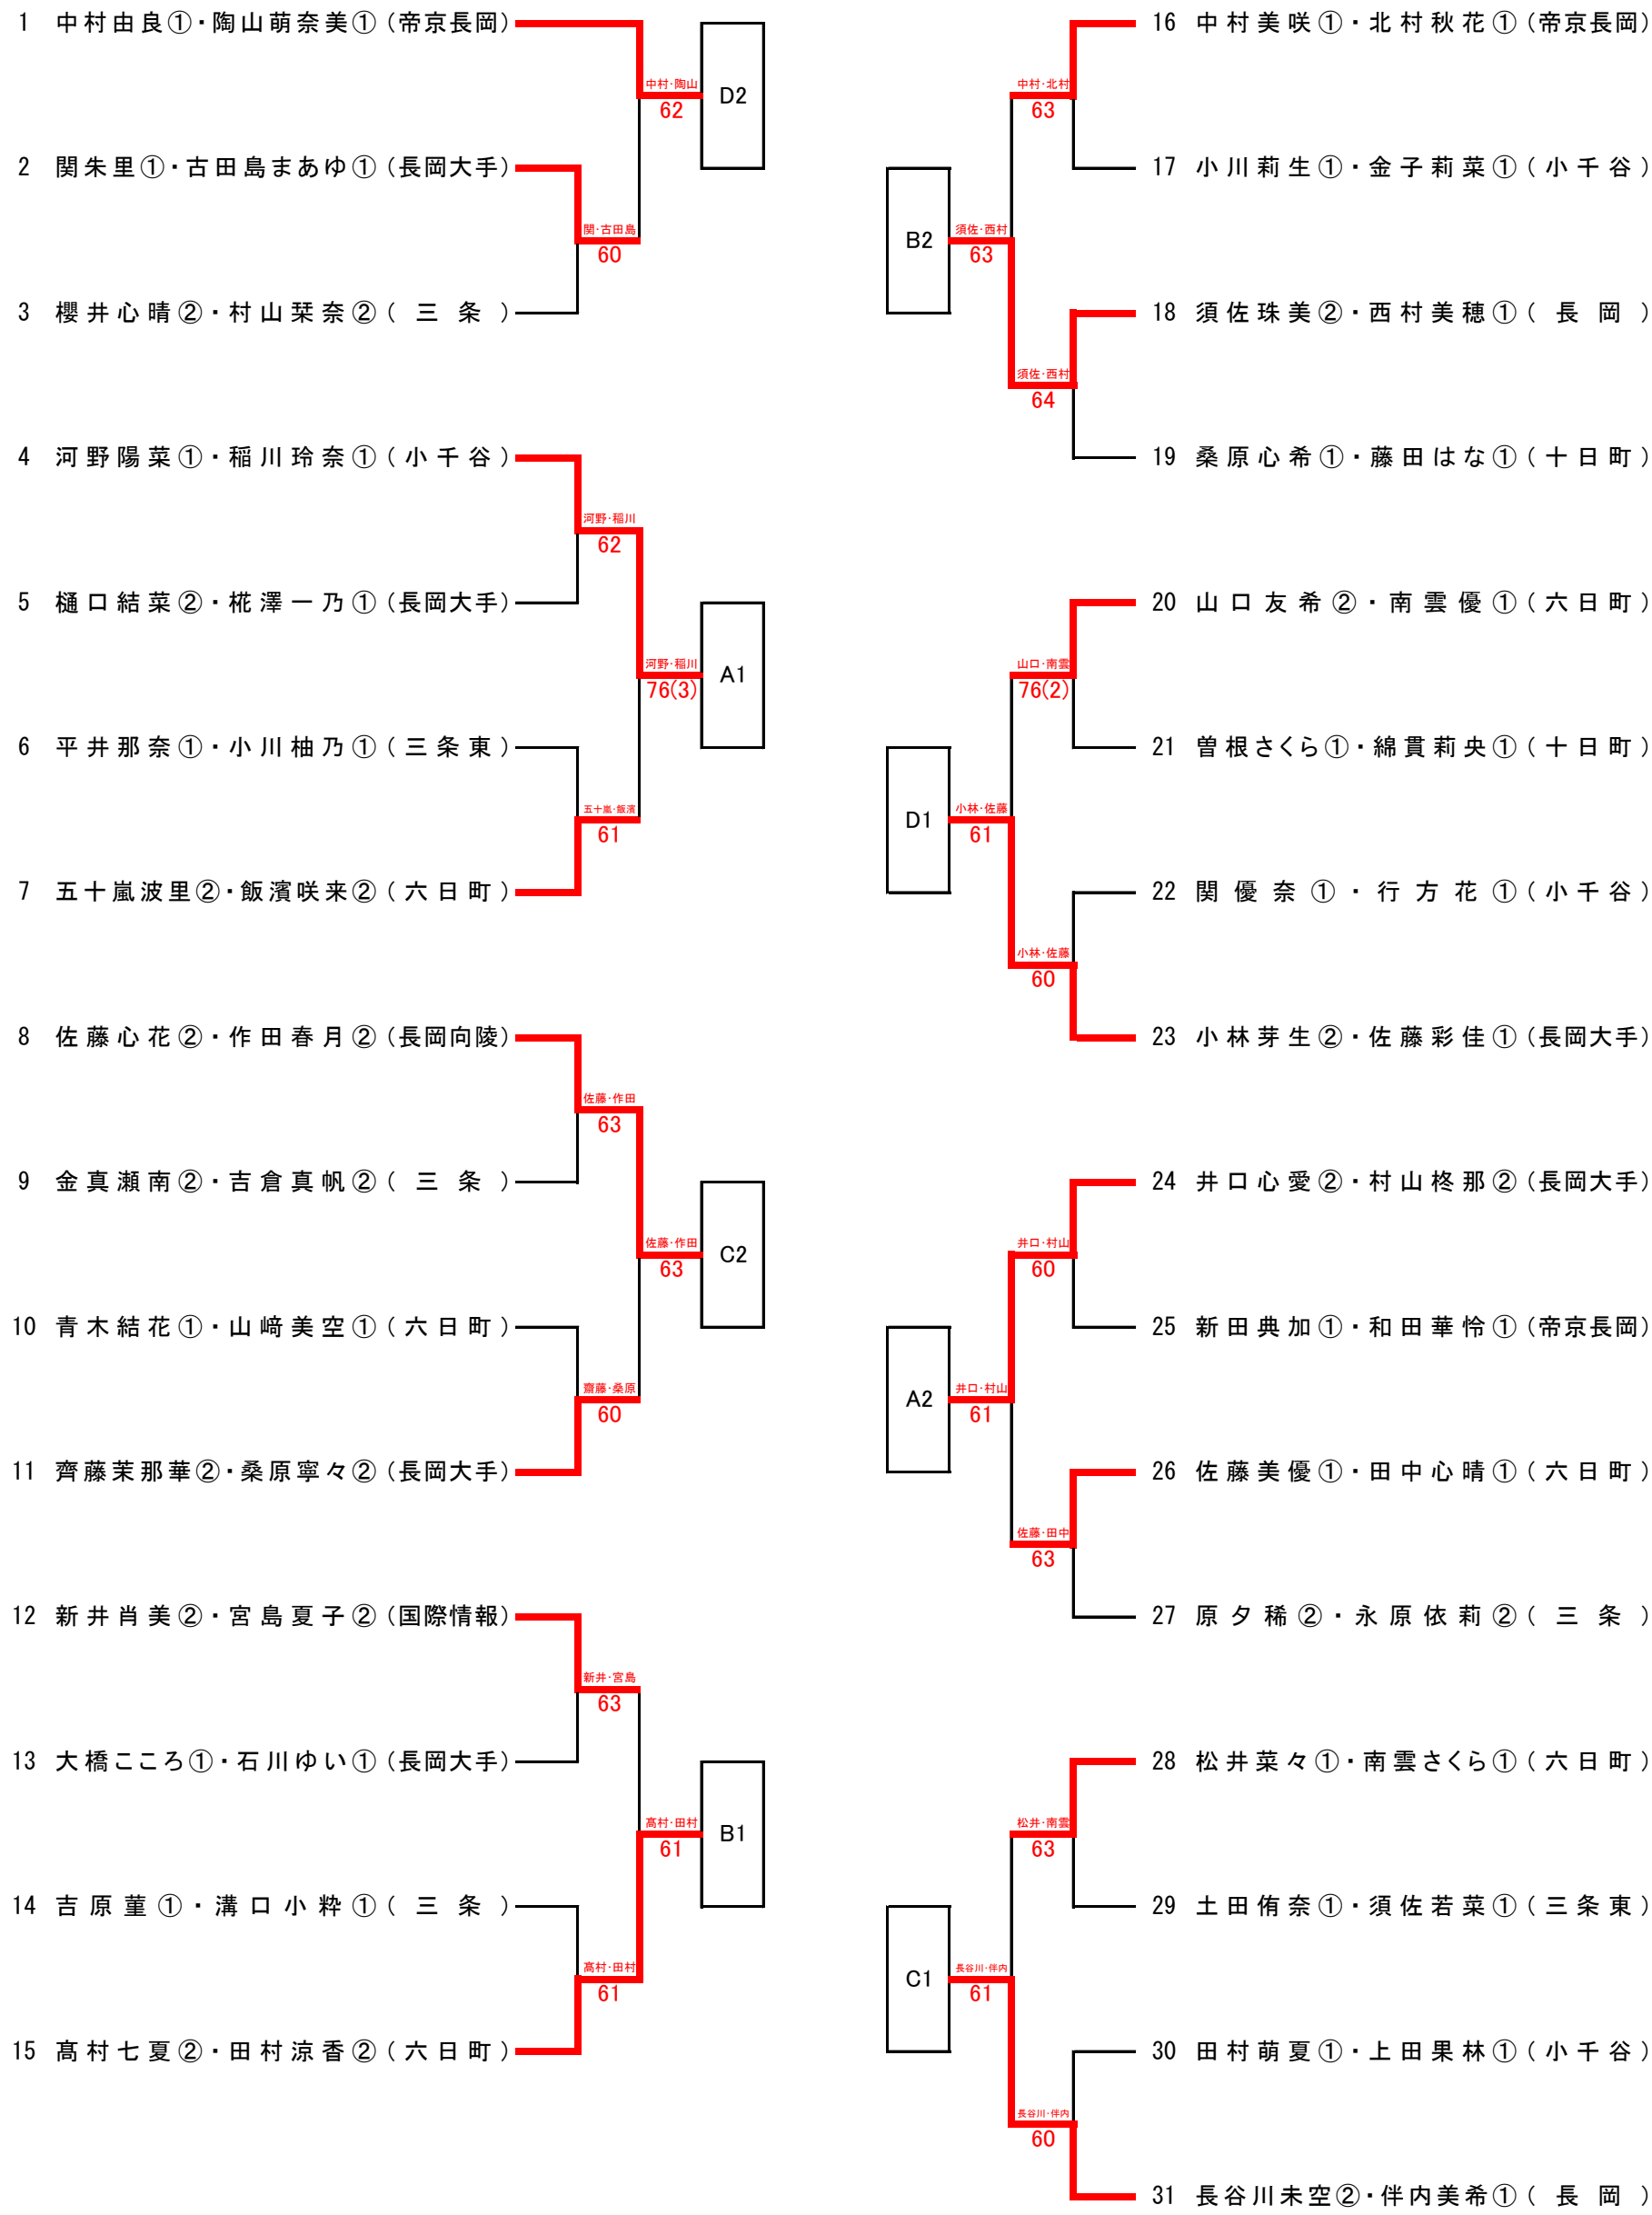 1 中村由良①・陶山萌奈美①(帝京長岡)
中村・陶山
62
D2
2 関朱里①・古田島まあゆ①(長岡大手)
関・古田島
60
3 櫻井心晴②・村山栞奈②(三条)
4 河野陽菜①・稲川玲奈①(小千谷)
河野・稲川
62
5 樋口結菜②・椛澤一乃①(長岡大手)
河野・稲川
76(3)
A1
6 平井那奈①・小川柚乃①(三条東)
五十嵐・飯濱
61
7 五十嵐波里②・飯濱咲来②(六日町)
8 佐藤心花②・作田春月②(長岡向陵)
佐藤・作田
63
9 金真瀬南②・吉倉真帆②(三条)
佐藤・作田
63
C2
10 青木結花①・山﨑美空①(六日町)
齋藤・桑原
60
11 齊藤茉那華②・桑原寧々②(長岡大手)
12 新井肖美②・宮島夏子②(国際情報)
新井・宮島
63
13 大橋こころ①・石川ゆい①(長岡大手)
髙村・田村
61
B1
14 吉原菫①・溝口小粋①(三条)
髙村・田村
61
15 髙村七夏②・田村涼香②(六日町)
16 中村美咲①・北村秋花①(帝京長岡)
中村・北村
63
17 小川莉生①・金子莉菜①(小千谷)
B2
須佐・西村
63
18 須佐珠美②・西村美穂①(長岡)
須佐・西村
64
19 桑原心希①・藤田はな①(十日町)
20 山口友希②・南雲優①(六日町)
山口・南雲
76(2)
21 曽根さくら①・綿貫莉央①(十日町)
D1
小林・佐藤
61
22 関優奈①・行方花①(小千谷)
小林・佐藤
60
23 小林芽生②・佐藤彩佳①(長岡大手)
24 井口心愛②・村山柊那②(長岡大手)
井口・村山
60
25 新田典加①・和田華怜①(帝京長岡)
A2
井口・村山
61
26 佐藤美優①・田中心晴①(六日町)
佐藤・田中
63
27 原夕稀②・永原依莉②(三条)
28 松井菜々①・南雲さくら①(六日町)
松井・南雲
63
29 土田侑奈①・須佐若菜①(三条東)
C1
長谷川・伴内
61
30 田村萌夏①・上田果林①(小千谷)
長谷川・伴内
60
31 長谷川未空②・伴内美希①(長岡)